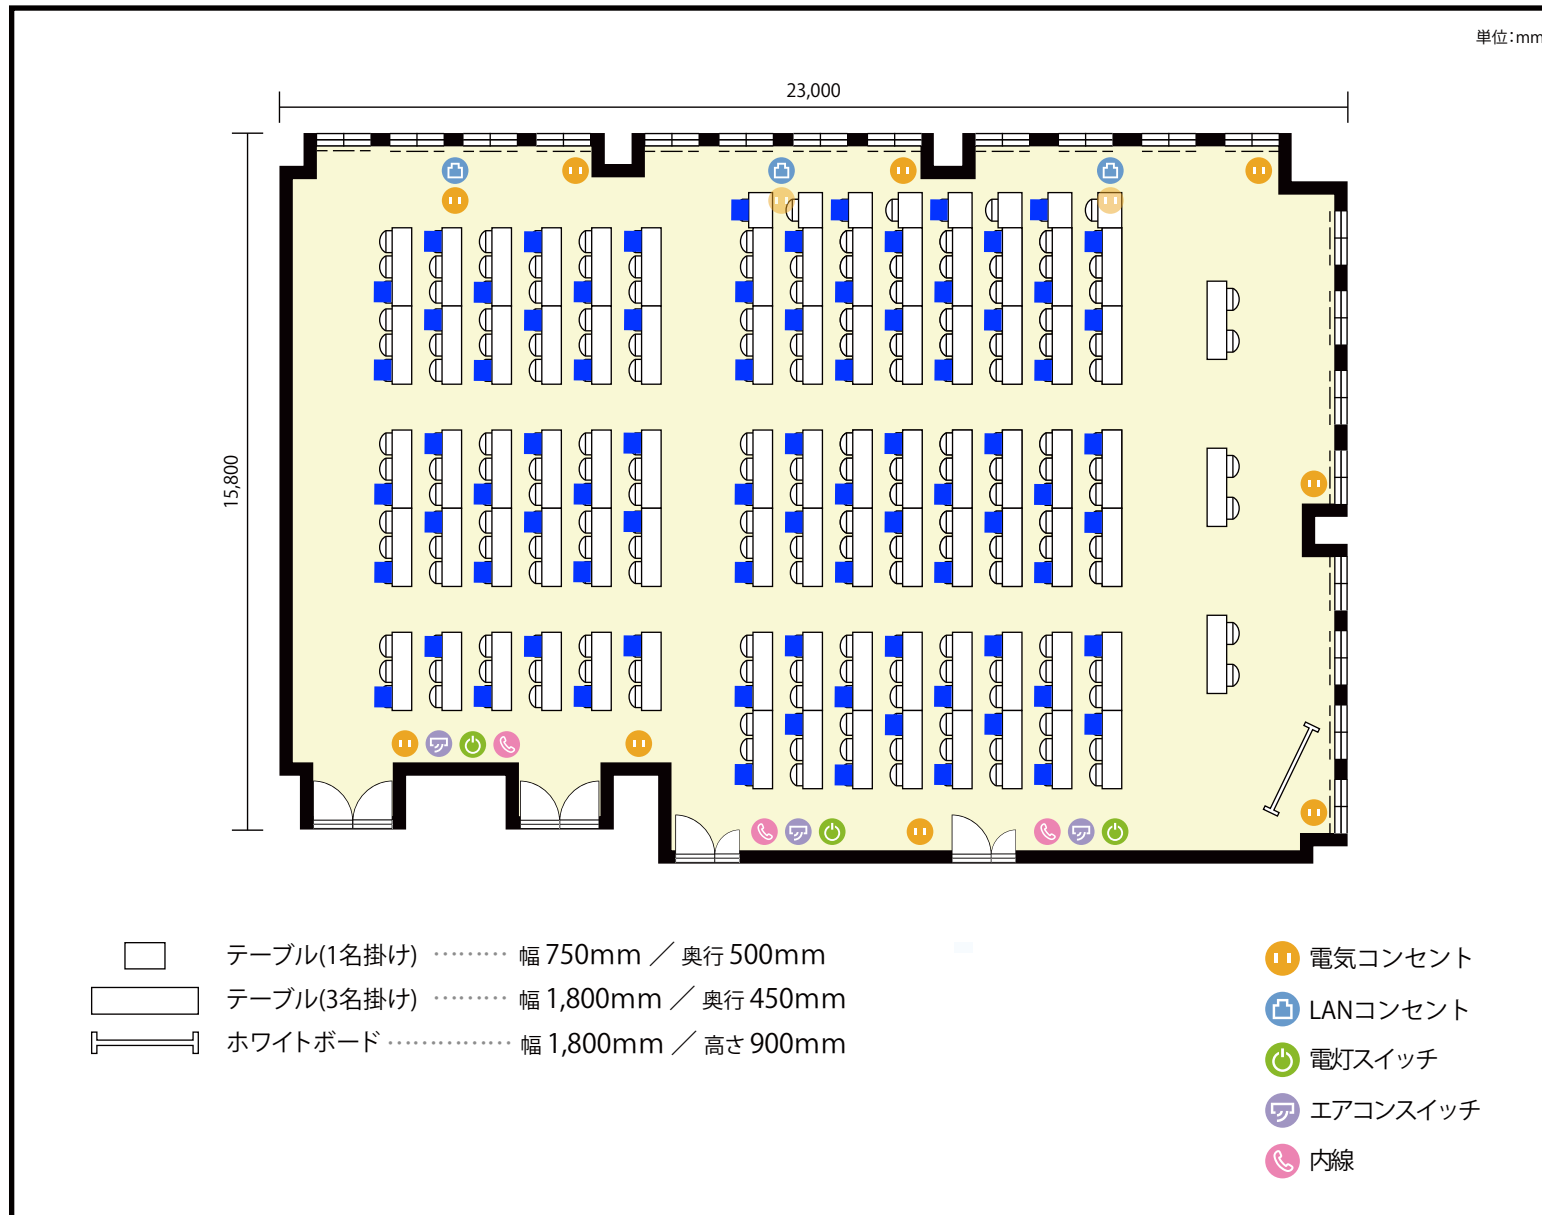 単位:mm
23,000
15,800
テーブル(1名掛け) ……… 幅 750mm ／ 奥行 500mm
テーブル(3名掛け) ……… 幅 1,800mm ／ 奥行 450mm
ホワイトボード …………… 幅 1,800mm ／ 高さ 900mm
電気コンセント
LANコンセント
電灯スイッチ
エアコンスイッチ
内線